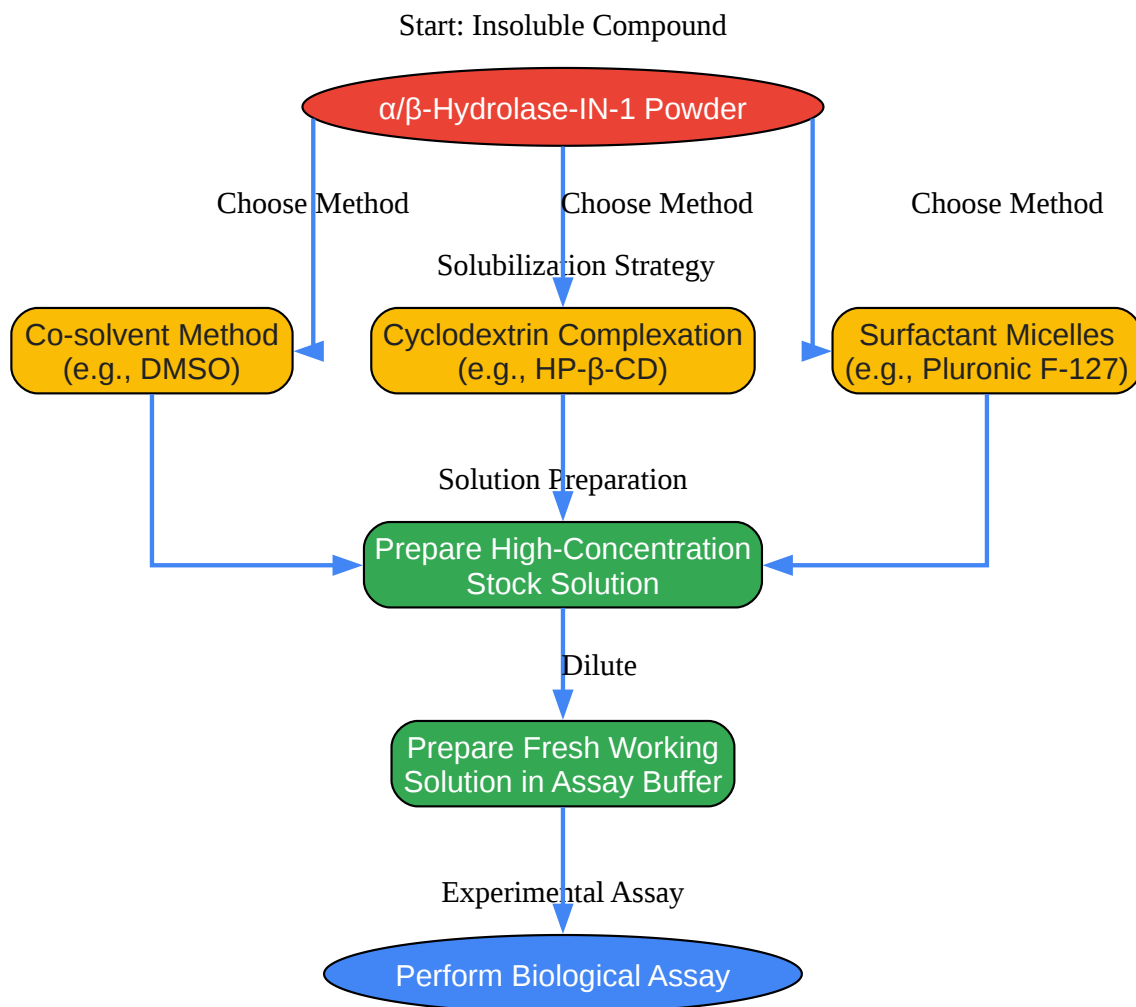 Start: Insoluble Compound
α/β-Hydrolase-IN-1 Powder
Choose Method
Choose Method
Choose Method
Solubilization Strategy
Co-solvent Method
(e.g., DMSO)
Cyclodextrin Complexation
(e.g., HP-β-CD)
Surfactant Micelles
(e.g., Pluronic F-127)
Solution Preparation
Prepare High-Concentration
Stock Solution
Dilute
Prepare Fresh Working
Solution in Assay Buffer
Experimental Assay
Perform Biological Assay